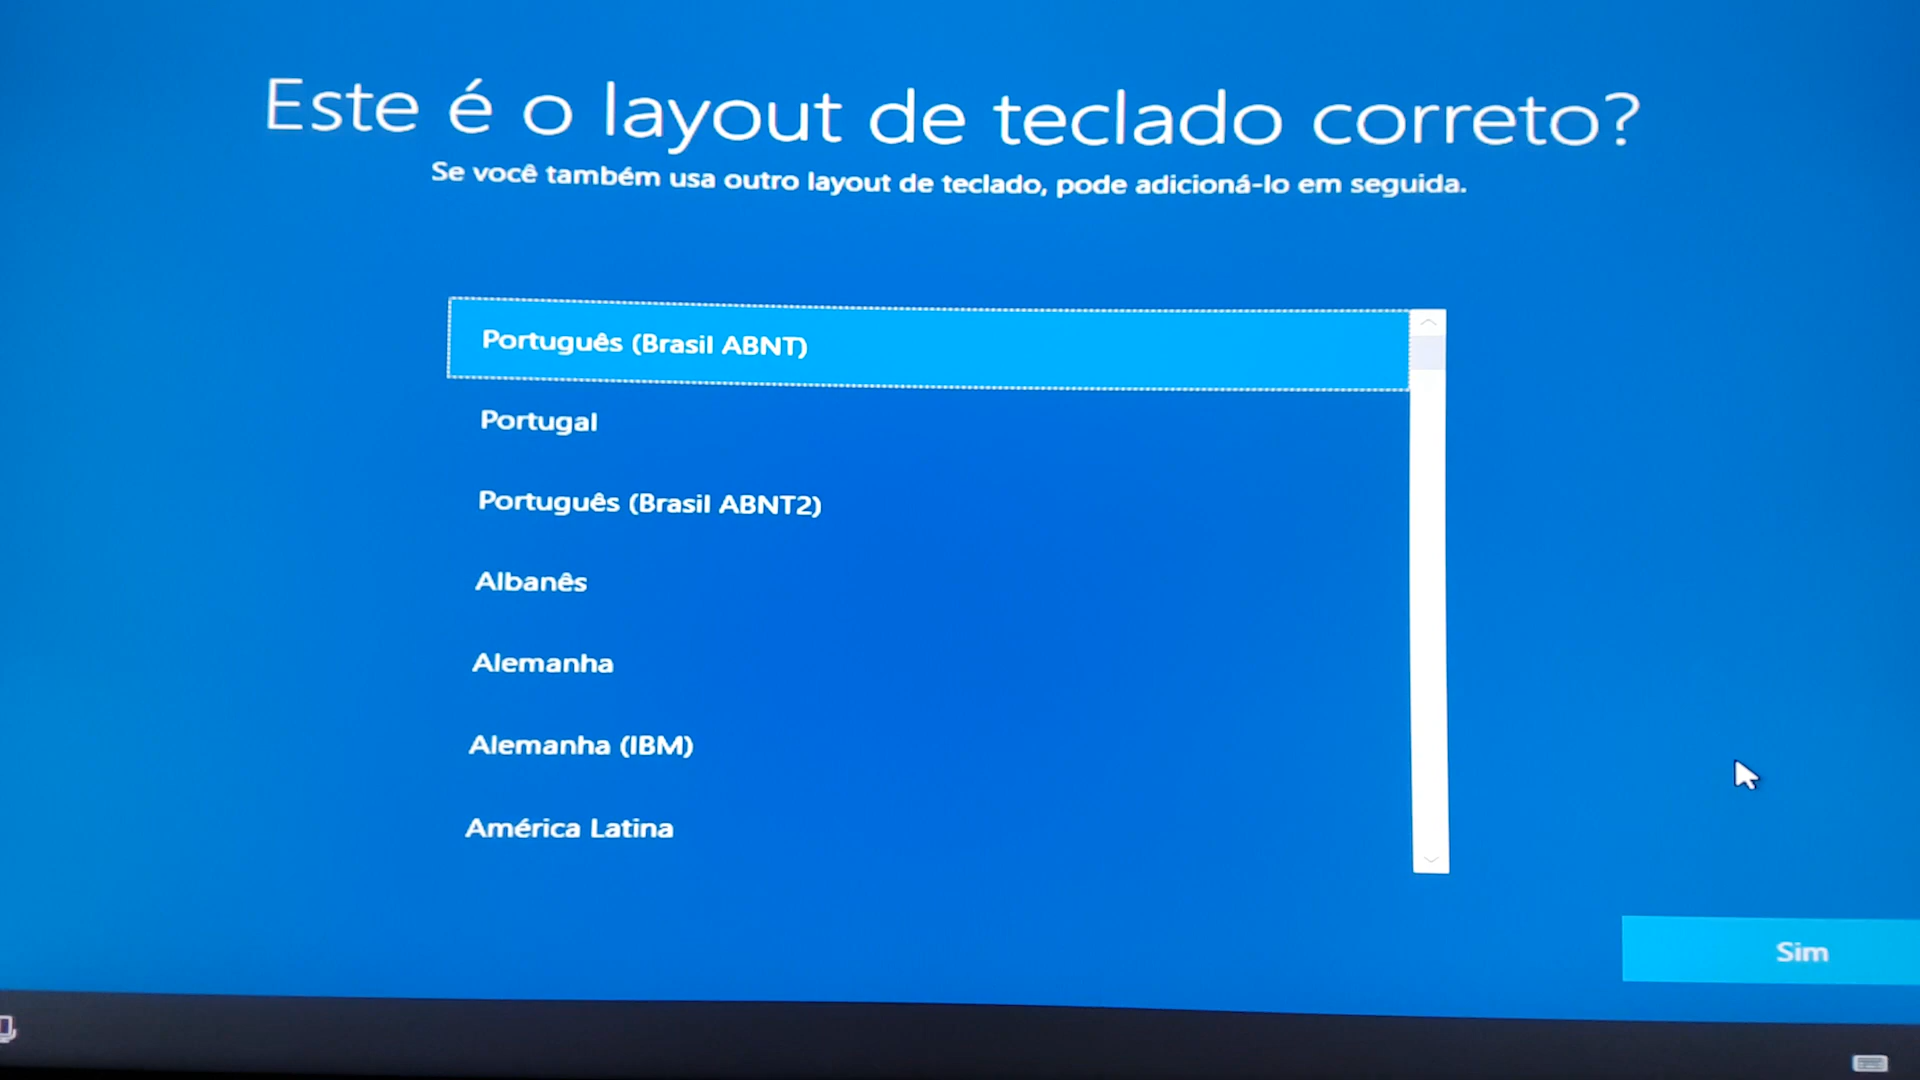 Este é o layout de teclado correto?
Se você também usa outro layout de teclado, pode adicioná-lo em seguida.
Português (Brasil ABNT)
Portugal
Português (Brasil ABNT2)
Albanês
Alemanha
Alemanha (IBM)
América Latina
Sim